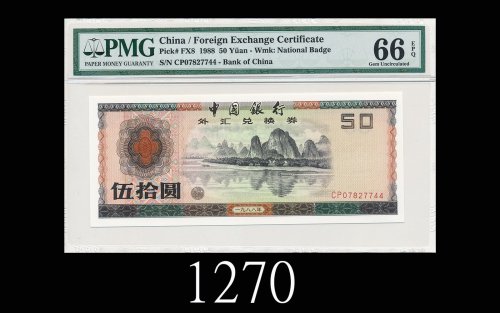 PMG
PAPER MONEY GUARANTY
China / Foreign Exchange Certificate
Pick# FX8 1988 50 Yüan - Wmk: National Badge
S/N CP07827744 - Bank of China
66 EPQ
Gem Uncirculated
中国银行
外汇兑换券
50
伍拾圆
CP07827744
一九八八年
1270